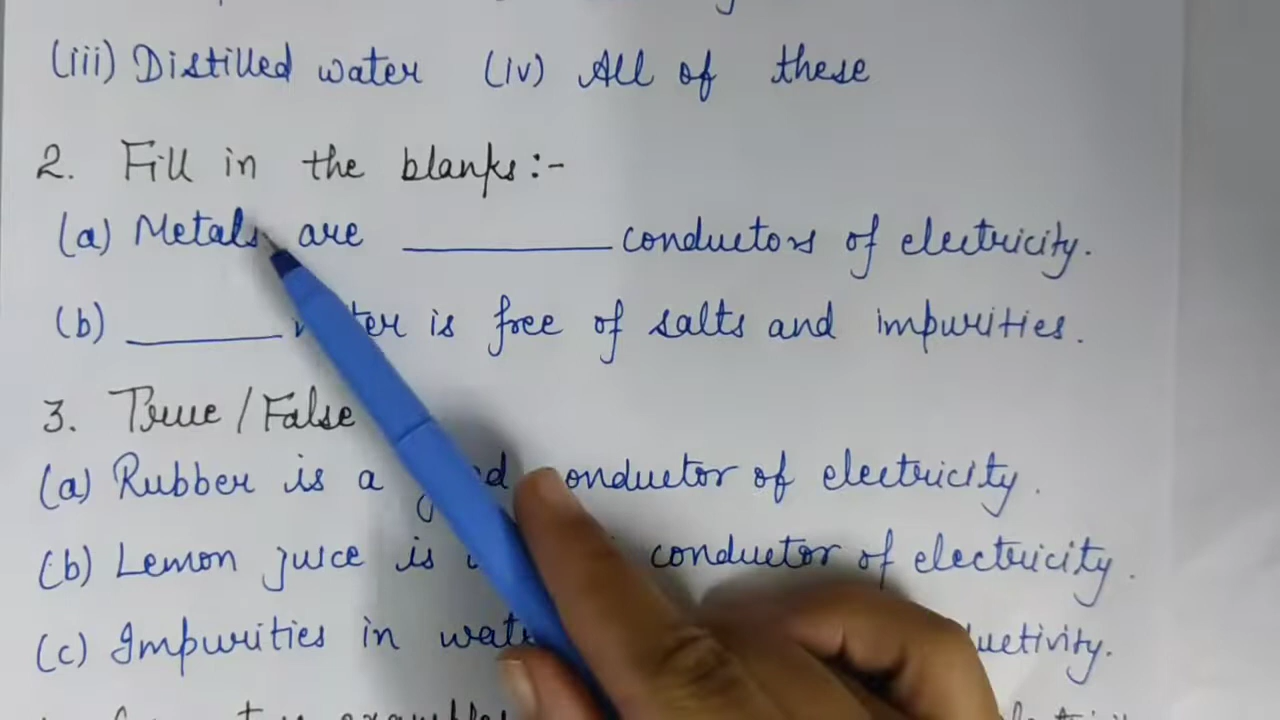 (iii) Distilled water (iv) All of these
2. Fill in the blanks:-
(a) Metals are ________ conductors of electricity.
(b) ________ is free of salts and impurities.
3. True/False
(a) Rubber is a conductor of electricity.
(b) Lemon juice is conductor of electricity.
(c) Impurities in